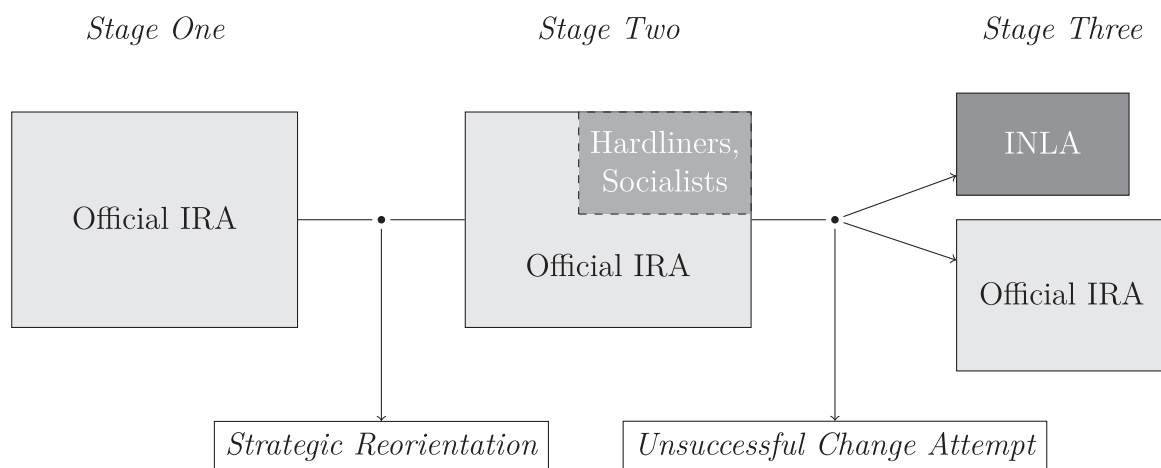 Stage One
Stage Two
Stage Three
Official IRA
Hardliners,
Socialists
Official IRA
INLA
Official IRA
Strategic Reorientation
Unsuccessful Change Attempt